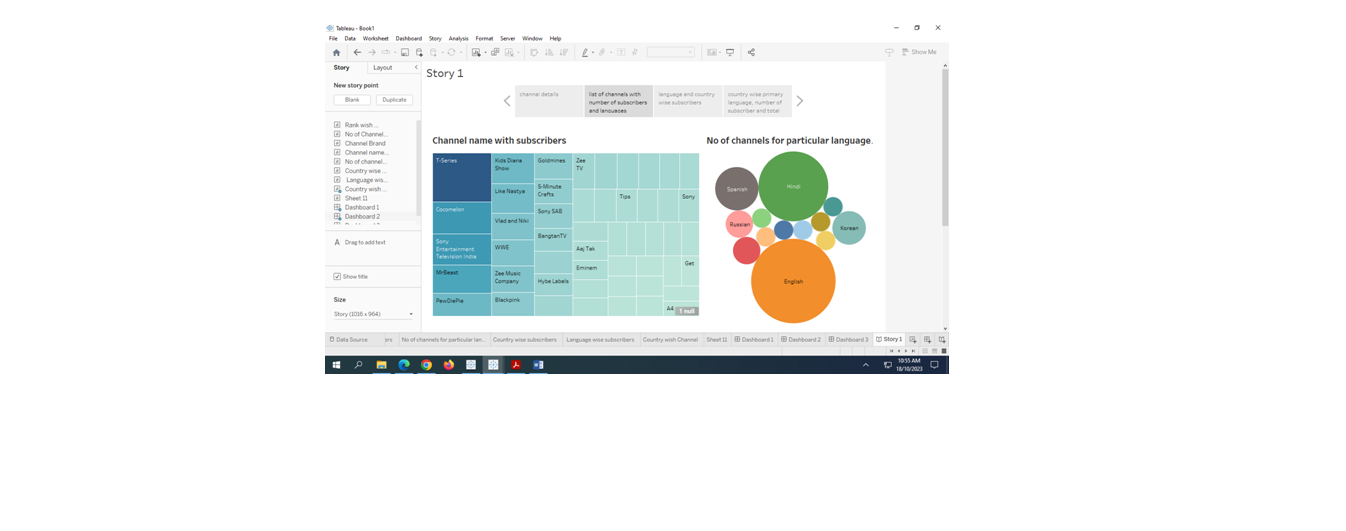 Tableau - Book1
File Data Worksheet Dashboard Story Analysis Format Server Window Help
Show Me
Story Layout
New story point
Blank Duplicate
Rank wish ...
No of Channel...
Channel Brand
Channel name...
No of channel...
Country wise ...
Language wis...
Country wish ...
Sheet 11
Dashboard 1
Dashboard 2
Drag to add text
Show title
Size
Story (1016 x 964)
Story 1
channel details
list of channels with
number of subscribers
and languages
language and country
wise subscribers
country wise primary
language, number of
subscriber and total
Channel name with subscribers
T-Series
Cocomelon
Sony
Entertainment
Television India
MrBeast
PewDiePie
Kids Diana
Show
Like Nastya
Vlad and Niki
WWE
Zee Music
Company
Blackpink
Goldmines
5-Minute
Crafts
Sony SAB
BangtanTV
Hybe Labels
Zee
TV
Aaj Tak
Eminem
Tips
Sony
Get
A4
1 null
No of channels for particular language.
Spanish
Hindi
Russian
Korean
English
Data Source
ers
No of channels for particular lan...
Country wise subscribers
Language wise subscribers
Country wish Channel
Sheet 11
Dashboard 1
Dashboard 2
Dashboard 3
Story 1
10:55 AM
18/10/2023